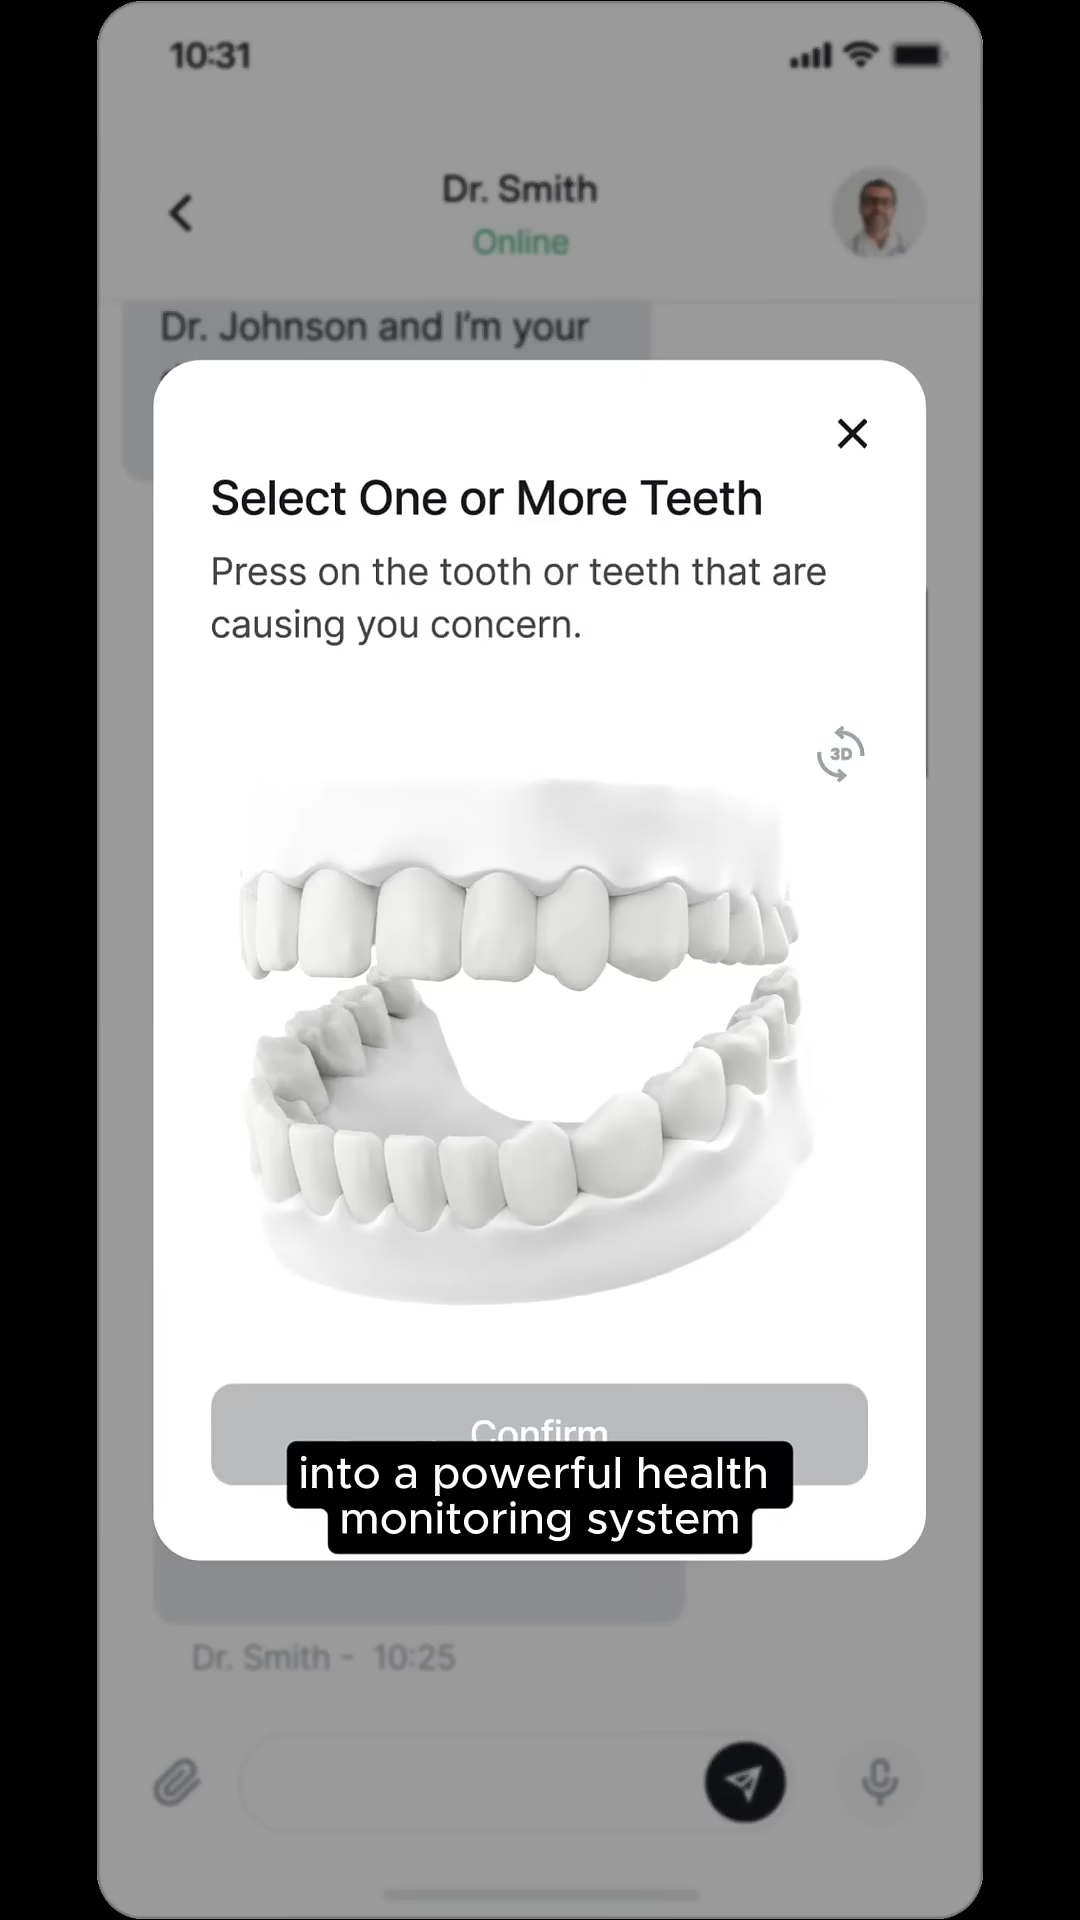 10:31
Dr. Smith
Online
Dr. Johnson and I'm your
Select One or More Teeth
Press on the tooth or teeth that are
causing you concern.
3D
Confirm
into a powerful health
monitoring system
Dr. Smith - 10:25